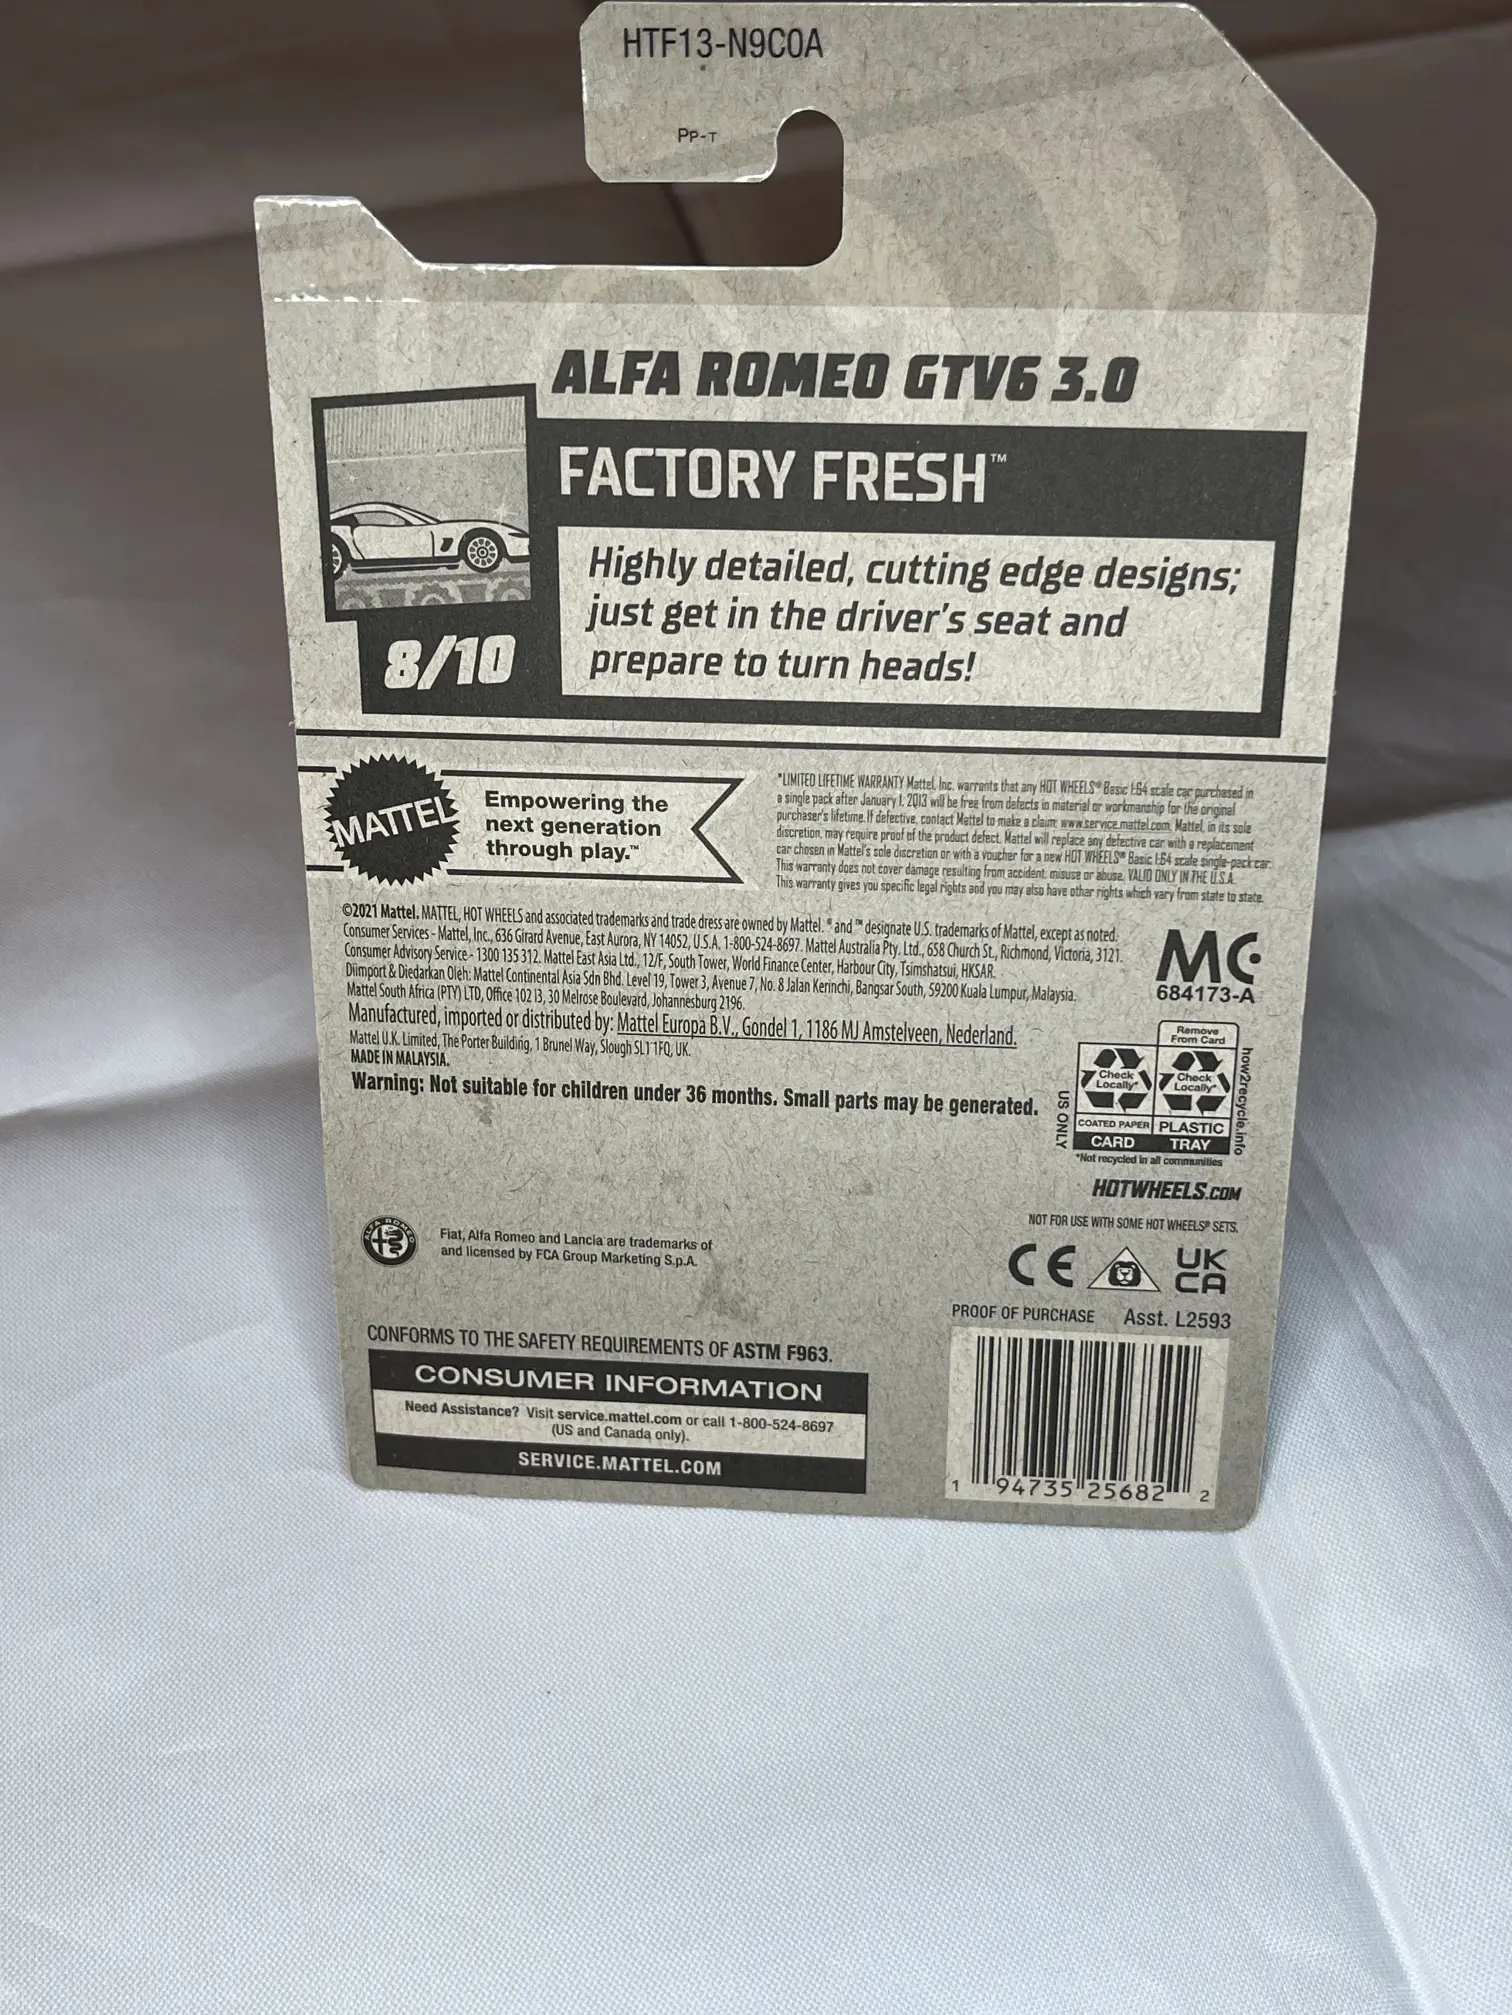 HTF13-N9C0A
PP-T
ALFA ROMEO GTV6 3.0
FACTORY FRESH™
Highly detailed, cutting edge designs;
just get in the driver's seat and
prepare to turn heads!
8/10
MATTEL
Empowering the
next generation
through play.™
*LIMITED LIFETIME WARRANTY Mattel, Inc. warrants that any HOT WHEELS® Basic 1:64 scale car purchased in
a single pack after January 1, 2013 will be free from defects in material or workmanship for the original
purchaser's lifetime. If defective, contact Mattel to make a claim: www.service.mattel.com. Mattel, in its sole
discretion, may require proof of the product defect. Mattel will replace any defective car with a replacement
car chosen in Mattel's sole discretion or with a voucher for a new HOT WHEELS® Basic 1:64 scale single-pack car.
This warranty does not cover damage resulting from accident, misuse or abuse. VALID ONLY IN THE U.S.A.
This warranty gives you specific legal rights and you may also have other rights which vary from state to state.
©2021 Mattel. MATTEL, HOT WHEELS and associated trademarks and trade dress are owned by Mattel. ® and ™ designate U.S. trademarks of Mattel, except as noted.
Consumer Services - Mattel, Inc., 636 Girard Avenue, East Aurora, NY 14052, U.S.A. 1-800-524-8697. Mattel Australia Pty. Ltd., 658 Church St., Richmond, Victoria, 3121.
Consumer Advisory Service - 1300 135 312. Mattel East Asia Ltd., 12/F, South Tower, World Finance Center, Harbour City, Tsimshatsui, HKSAR.
Diimport & Diedarkan Oleh: Mattel Continental Asia Sdn Bhd. Level 19, Tower 3, Avenue 7, No. 8 Jalan Kerinchi, Bangsar South, 59200 Kuala Lumpur, Malaysia.
Mattel South Africa (PTY) LTD, Office 102 I3, 30 Melrose Boulevard, Johannesburg 2196.
Manufactured, imported or distributed by: Mattel Europa B.V., Gondel 1, 1186 MJ Amstelveen, Nederland.
Mattel U.K. Limited, The Porter Building, 1 Brunel Way, Slough SL1 1FQ, UK.
MADE IN MALAYSIA.
Warning: Not suitable for children under 36 months. Small parts may be generated.
MC
684173-A
Remove
From Card
Check
Locally*
Check
Locally*
COATED PAPER
PLASTIC
CARD
TRAY
US ONLY
how2recycle.info
*Not recycled in all communities
HOTWHEELS.COM
NOT FOR USE WITH SOME HOT WHEELS® SETS.
CE
UK
CA
ALFA ROMEO
Fiat, Alfa Romeo and Lancia are trademarks of
and licensed by FCA Group Marketing S.p.A.
PROOF OF PURCHASE Asst. L2593
CONFORMS TO THE SAFETY REQUIREMENTS OF ASTM F963.
CONSUMER INFORMATION
Need Assistance? Visit service.mattel.com or call 1-800-524-8697
(US and Canada only).
SERVICE.MATTEL.COM
1 94735 25682 2